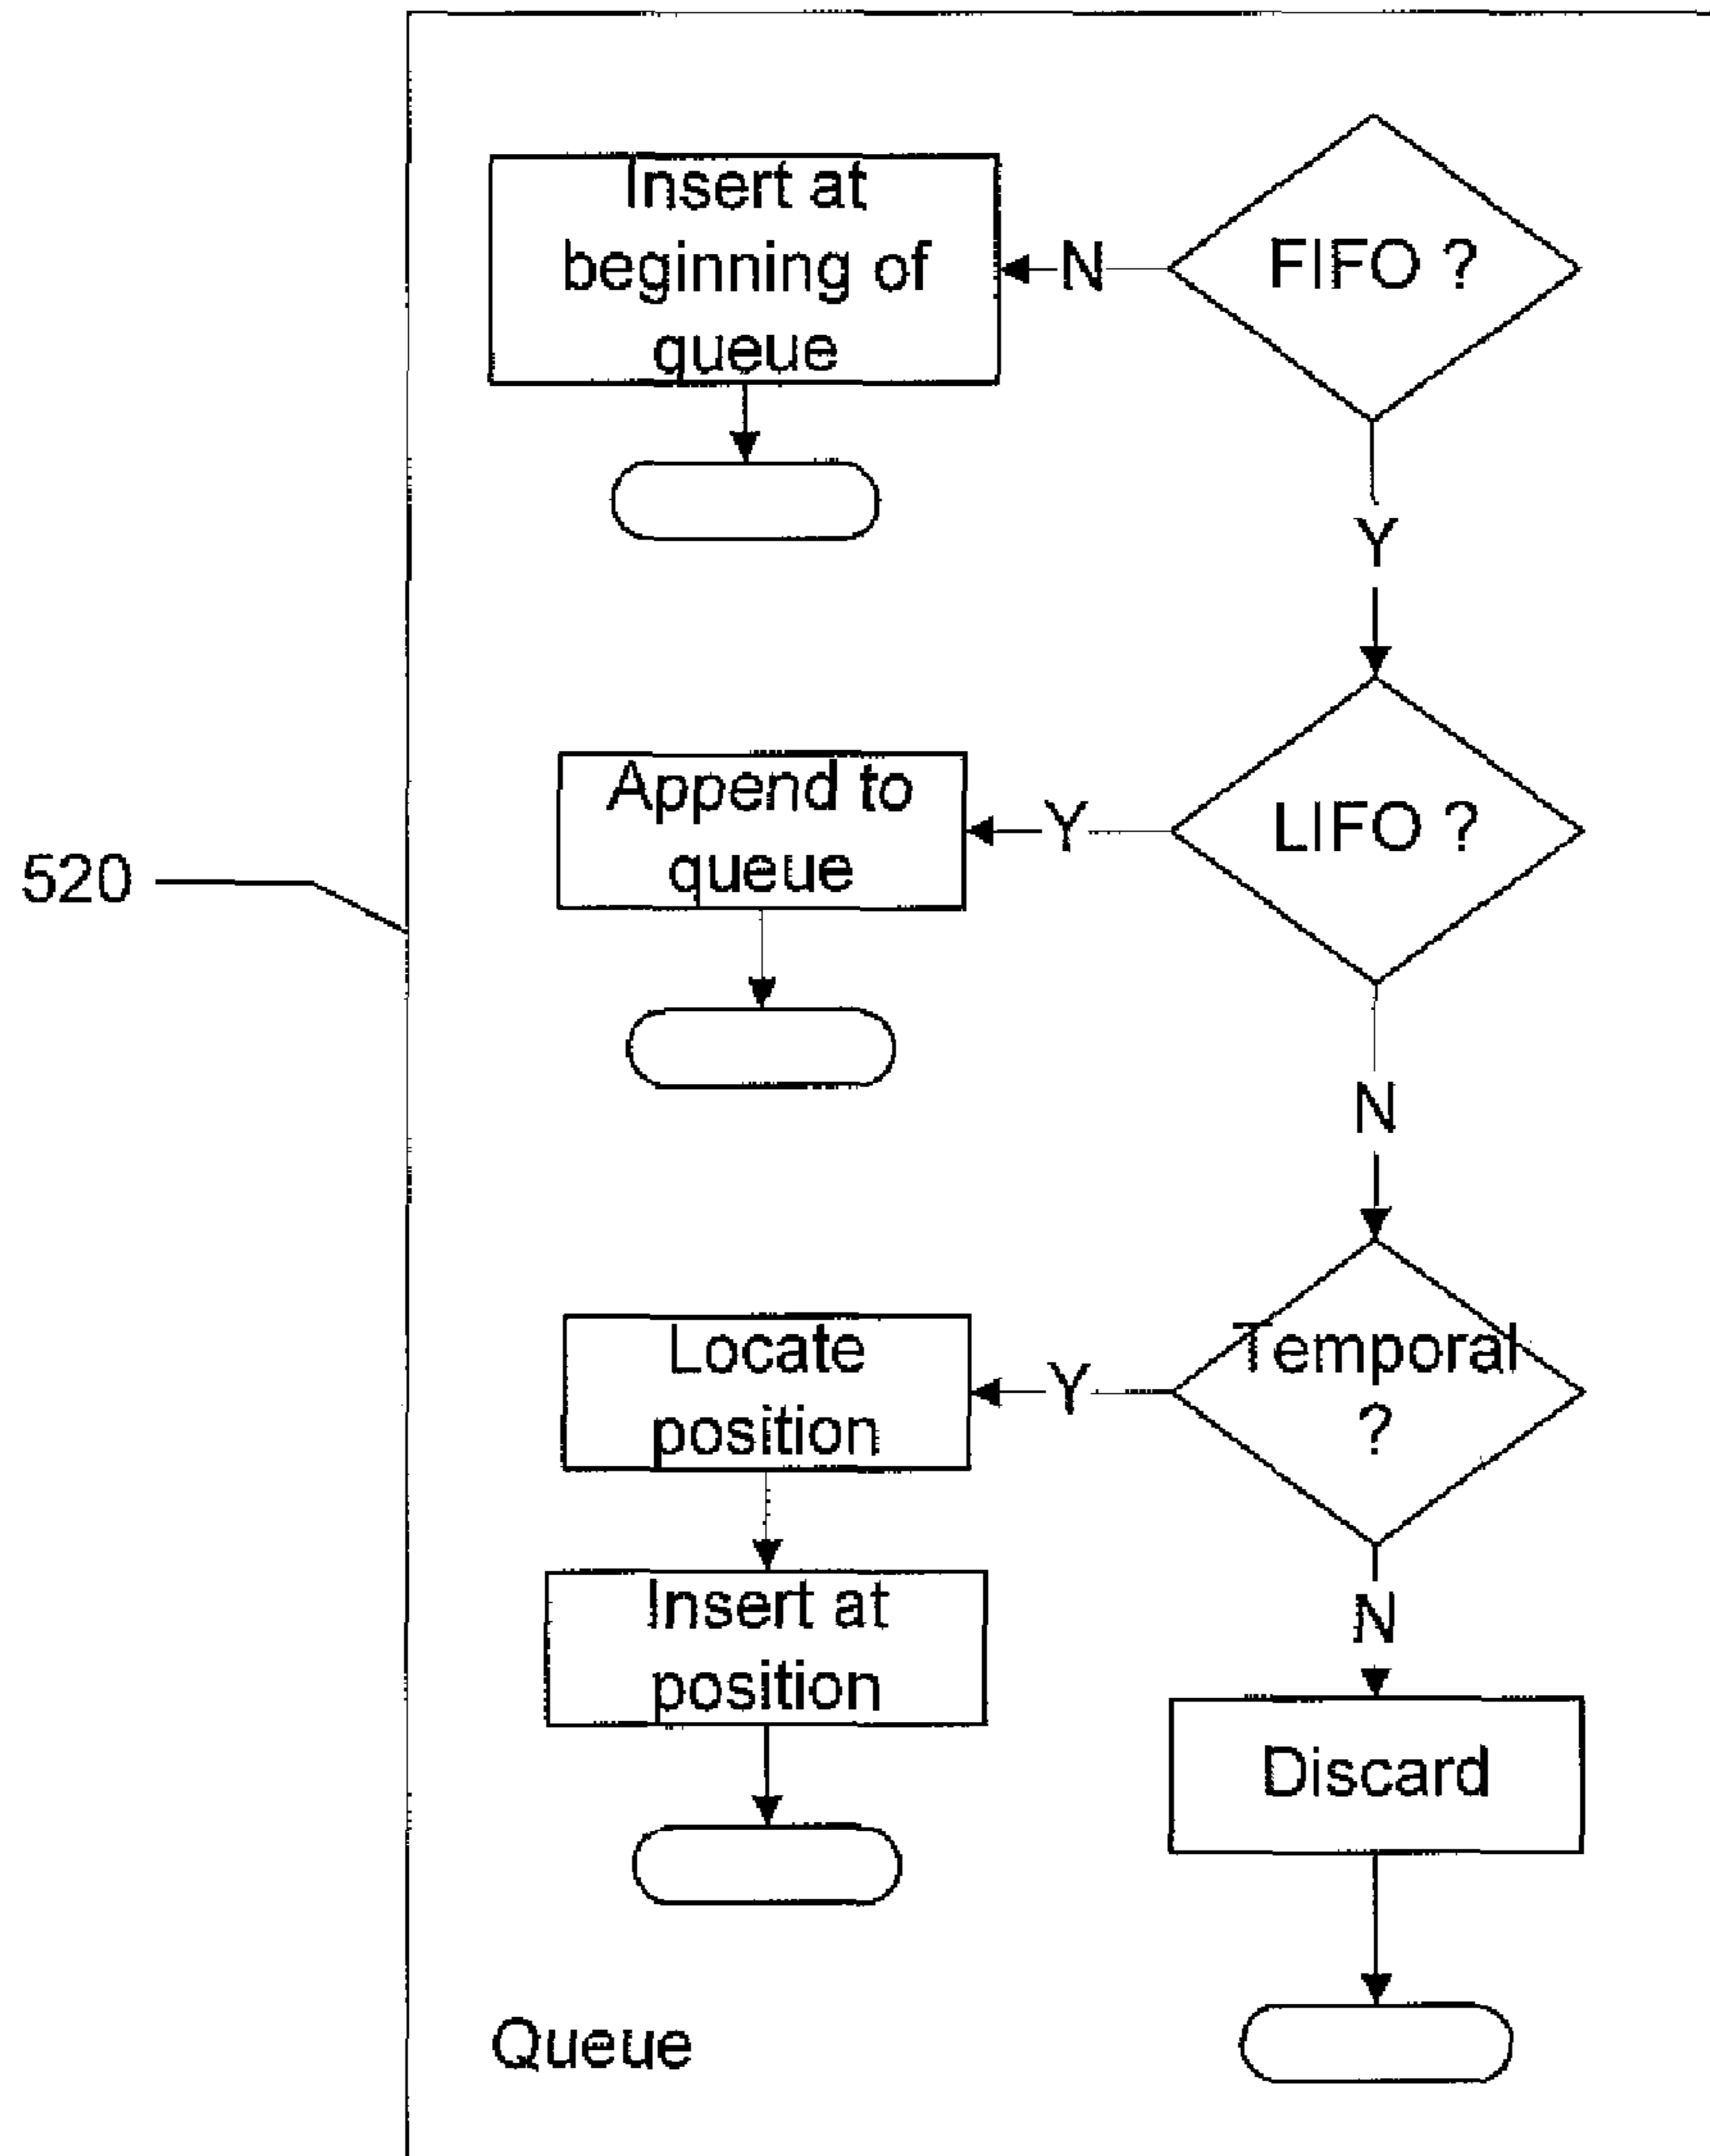 Insert at
beginning of
queue
N
FIFO ?
Y
Append to
queue
Y
LIFO ?
520
N
Locate
position
Y
Temporal
?
Insert at
position
N
Discard
Queue